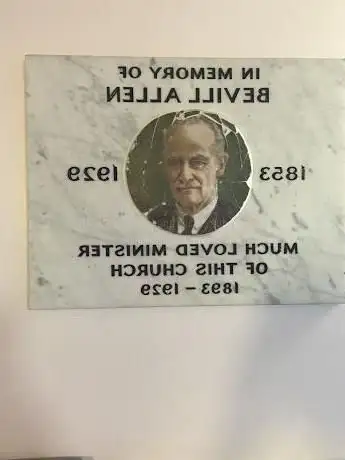 IN MEMORY OF
BEVILL ALLEN
1853 1929
MUCH LOVED MINISTER
OF THIS CHURCH
1893 – 1929